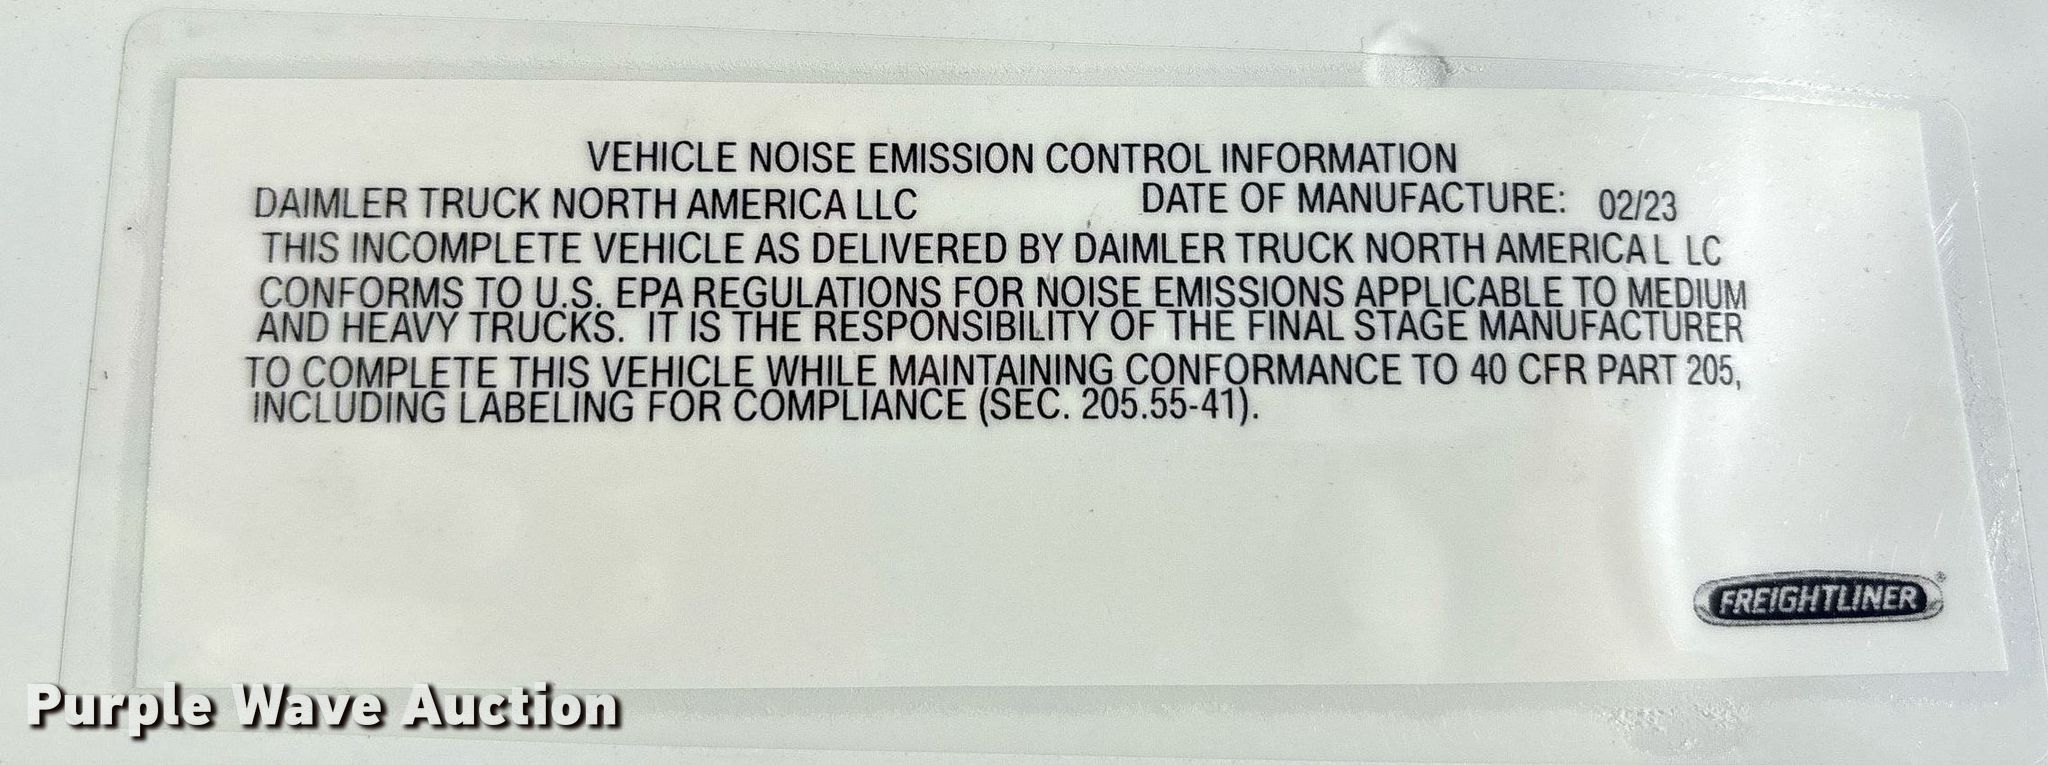 VEHICLE NOISE EMISSION CONTROL INFORMATION
DAIMLER TRUCK NORTH AMERICA LLC DATE OF MANUFACTURE: 02/23
THIS INCOMPLETE VEHICLE AS DELIVERED BY DAIMLER TRUCK NORTH AMERICA L LC
CONFORMS TO U.S. EPA REGULATIONS FOR NOISE EMISSIONS APPLICABLE TO MEDIUM
AND HEAVY TRUCKS. IT IS THE RESPONSIBILITY OF THE FINAL STAGE MANUFACTURER
TO COMPLETE THIS VEHICLE WHILE MAINTAINING CONFORMANCE TO 40 CFR PART 205,
INCLUDING LABELING FOR COMPLIANCE (SEC. 205.55-41).
FREIGHTLINER®
Purple Wave Auction